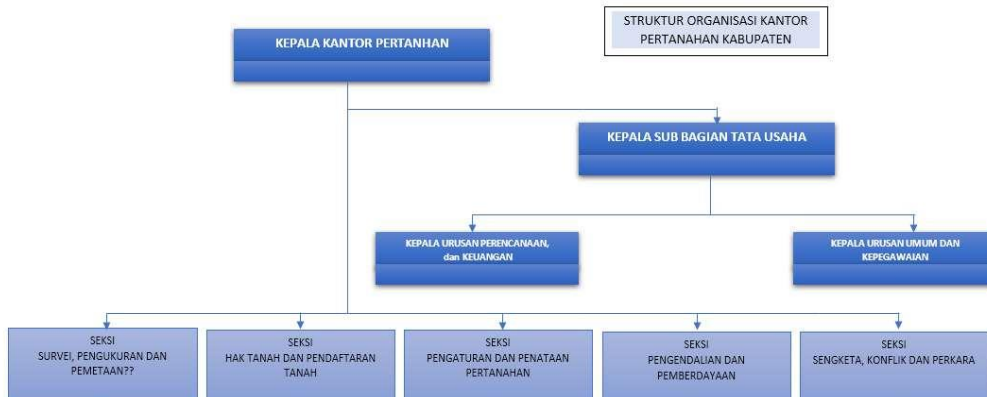 STRUKTUR ORGANISASI KANTOR
PERTANAHAN KABUPATEN
KEPALA KANTOR PERTANHAN
KEPALA SUB BAGIAN TATA USAHA
KEPALA URUSAN PERENCANAAN,
dan KEUANGAN
KEPALA URUSAN UMUM DAN
KEPEGAWAIAN
SEKSI
SURVEI, PENGUKURAN DAN
PEMETAAN??
SEKSI
HAK TANAH DAN PENDAFTARAN
TANAH
SEKSI
PENGATURAN DAN PENATAAN
PERTANAHAN
SEKSI
PENGENDALIAN DAN
PEMBERDAYAAN
SEKSI
SENGKETA, KONFLIK DAN PERKARA